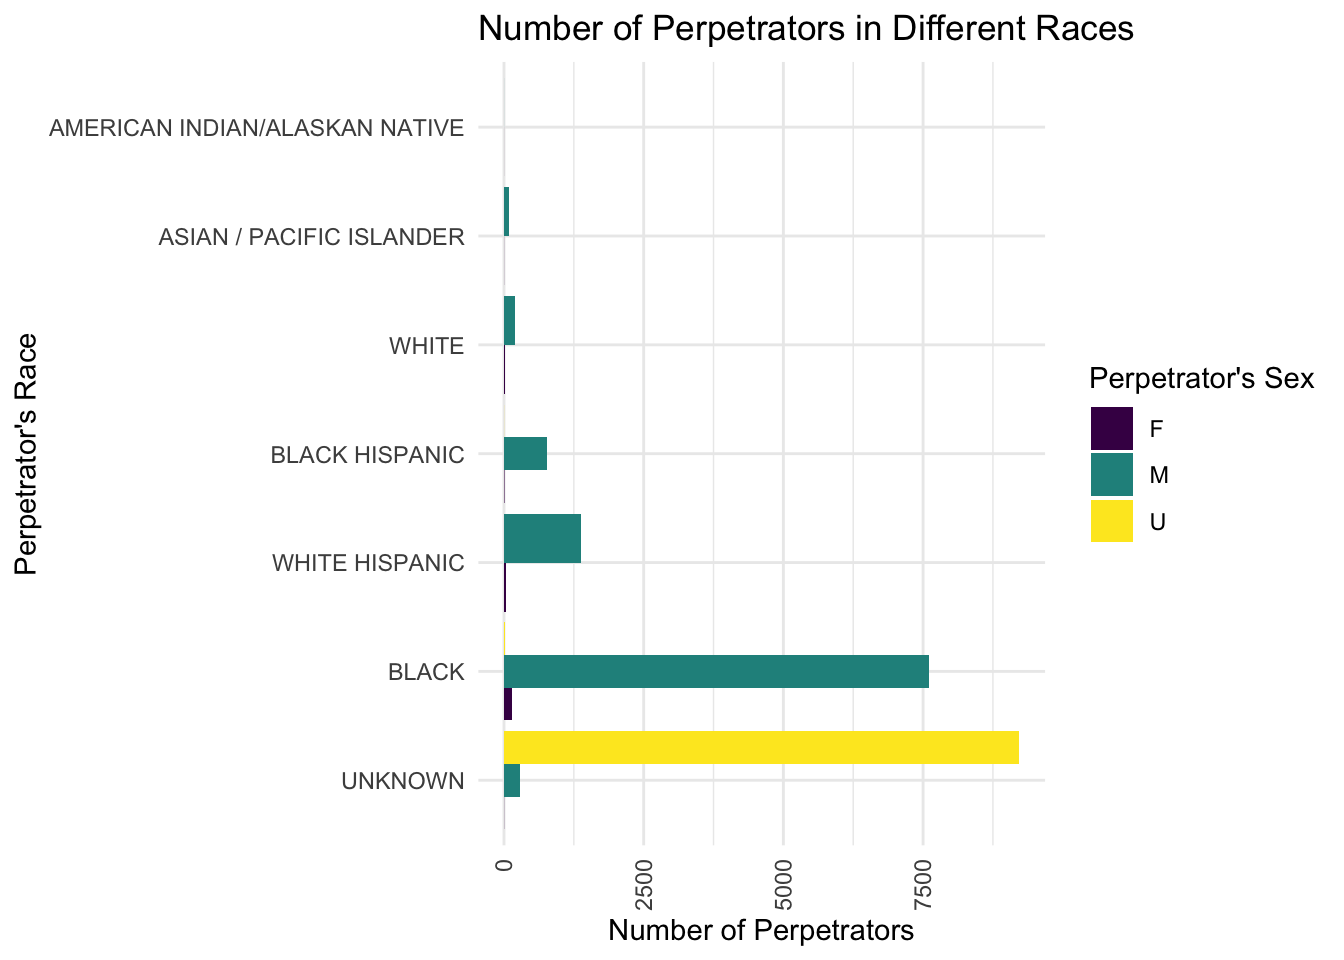 Number of Perpetrators in Different Races
Perpetrator's Race
AMERICAN INDIAN/ALASKAN NATIVE
ASIAN / PACIFIC ISLANDER
WHITE
BLACK HISPANIC
WHITE HISPANIC
BLACK
UNKNOWN
0
2500
5000
7500
Number of Perpetrators
Perpetrator's Sex
F
M
U